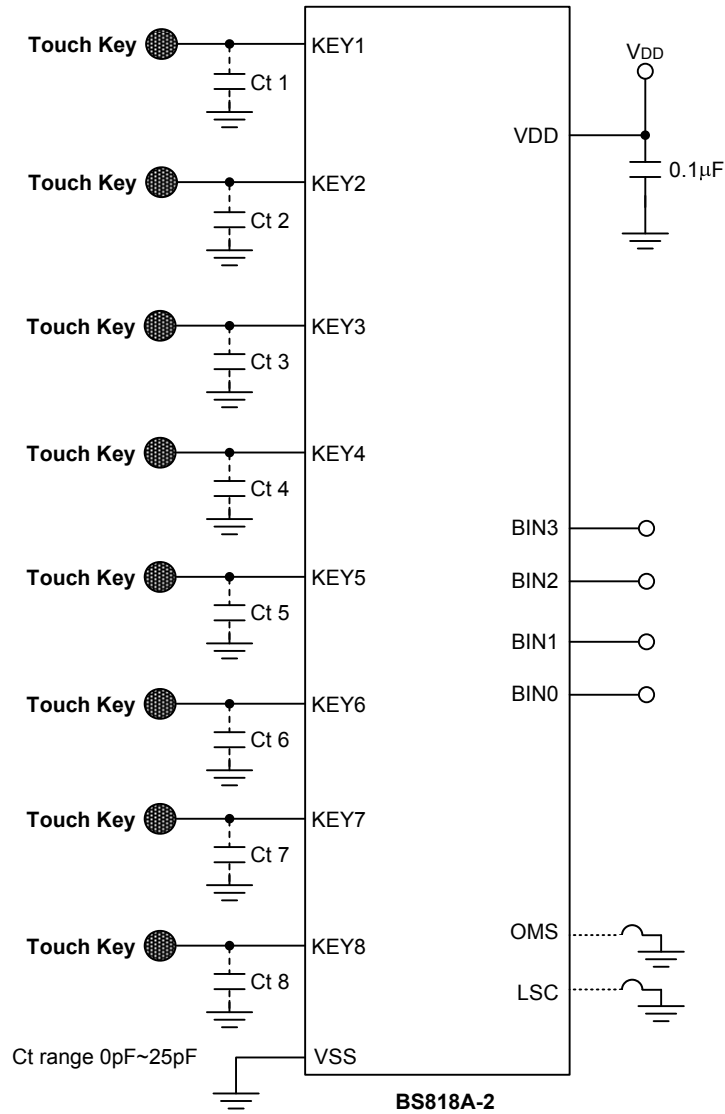 Touch Key KEY1
Ct 1
VDD
VDD
0.1μF
Touch Key KEY2
Ct 2
Touch Key KEY3
Ct 3
Touch Key KEY4
Ct 4
BIN3
Touch Key KEY5
BIN2
Ct 5
BIN1
Touch Key KEY6
BIN0
Ct 6
Touch Key KEY7
Ct 7
Touch Key KEY8
OMS
Ct 8
LSC
Ct range 0pF~25pF VSS
BS818A-2